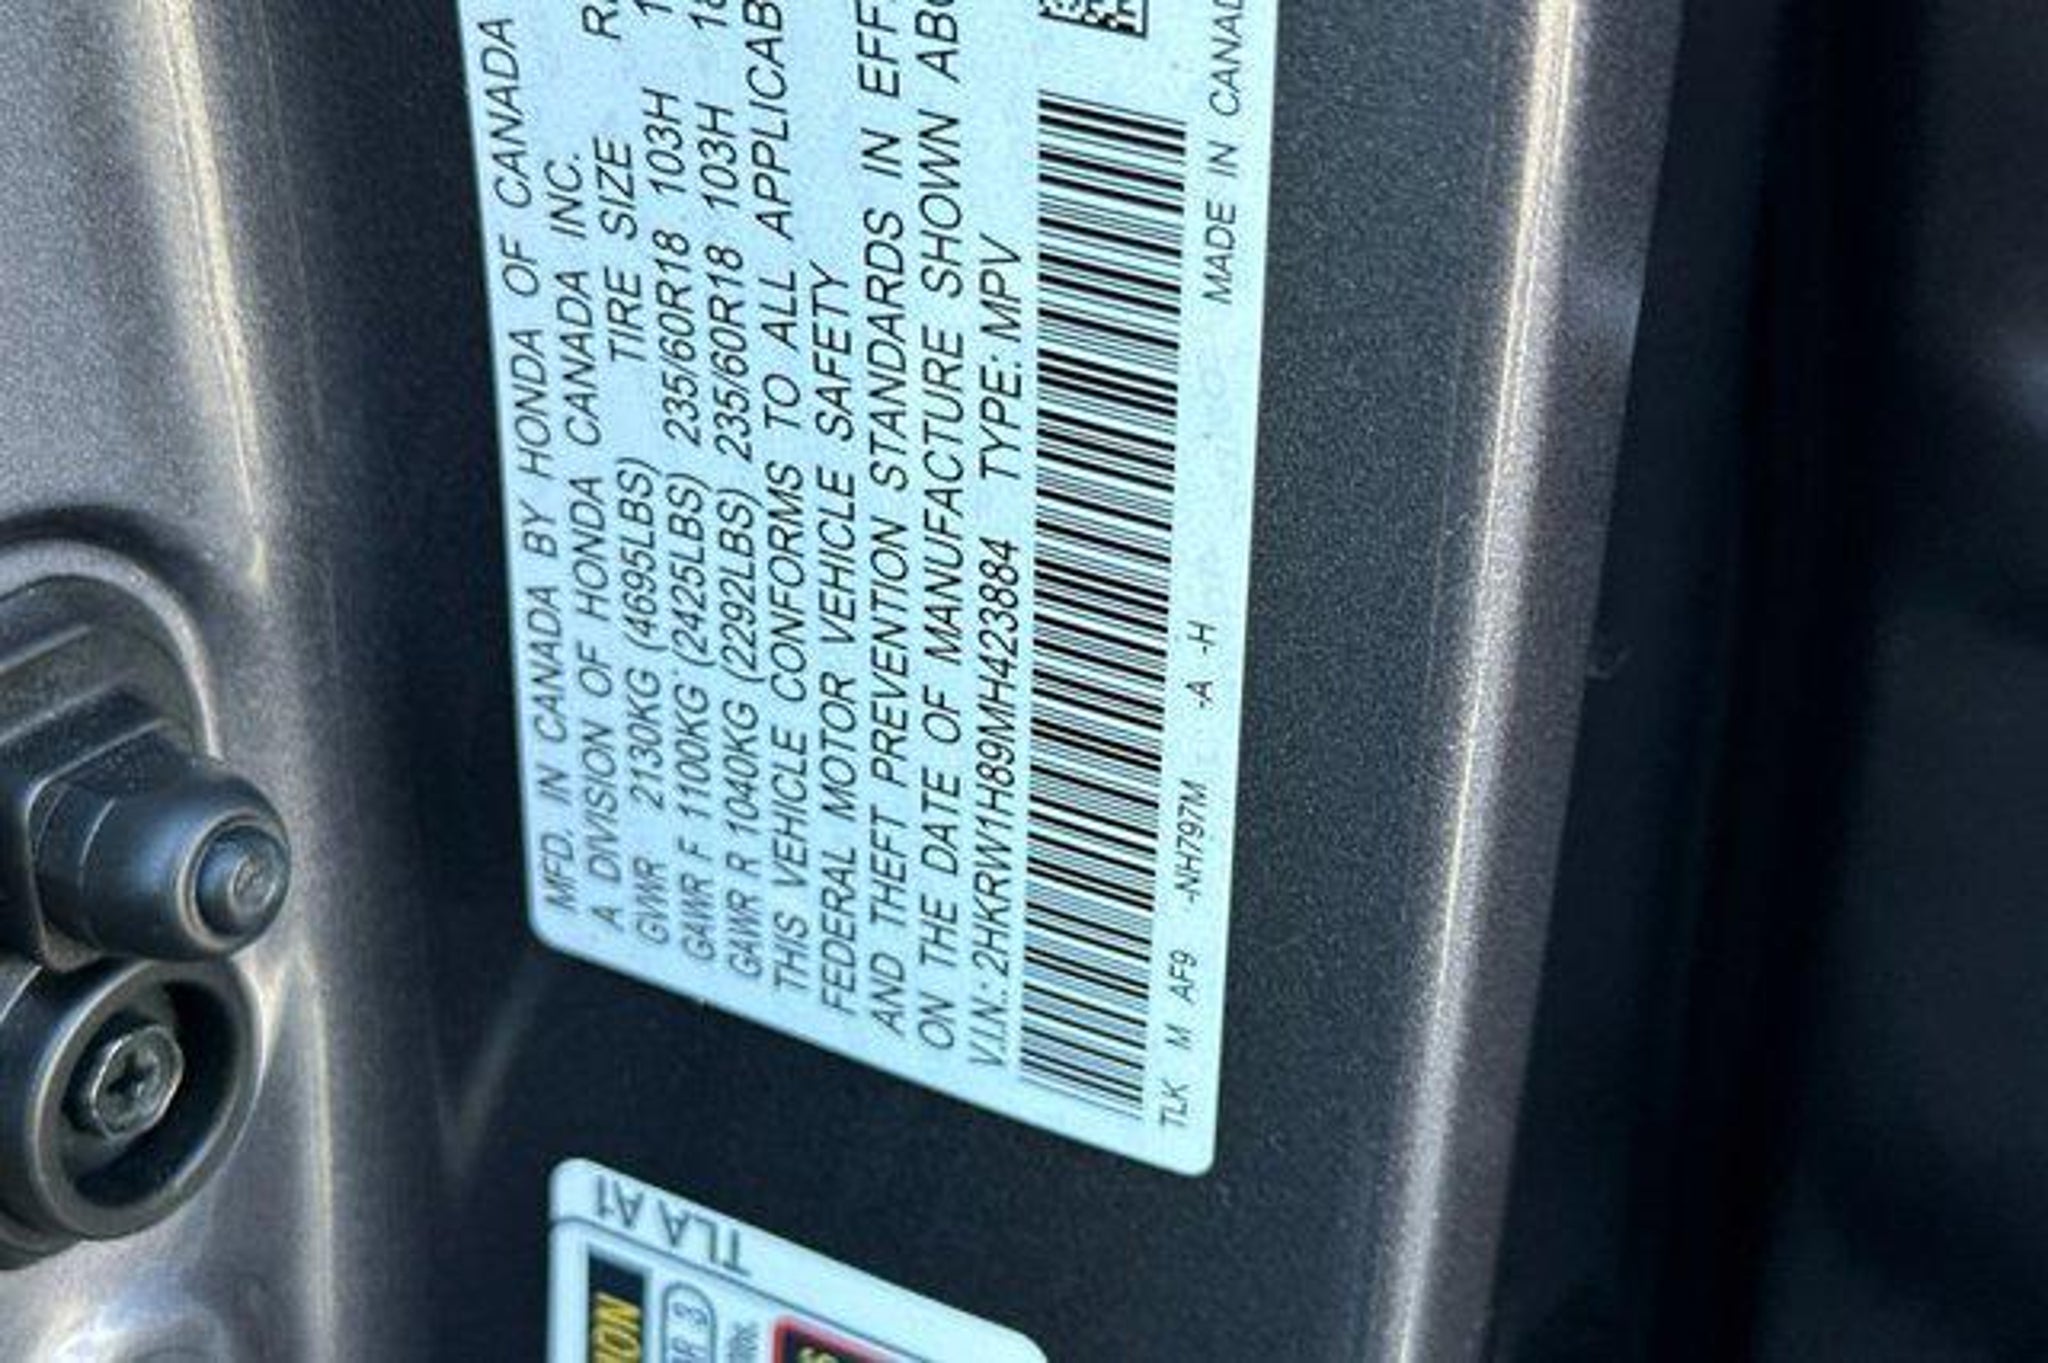 MFD. IN CANADA BY HONDA OF CANADA
A DIVISION OF HONDA CANADA INC.
TIRE SIZE
GVWR 2130KG (4695LBS)
GAWR F 1100KG (2425LBS) 235/60R18 103H
GAWR R 1040KG (2292LBS) 235/60R18 103H 18
THIS VEHICLE CONFORMS TO ALL APPLICAB
FEDERAL MOTOR VEHICLE SAFETY
AND THEFT PREVENTION STANDARDS IN EFF
ON THE DATE OF MANUFACTURE SHOWN ABO
V.I.N.: 2HKRW1H89MH423884 TYPE: MPV
TLK M AF9 -NH797M -A -H MADE IN CANAD
TLA A1